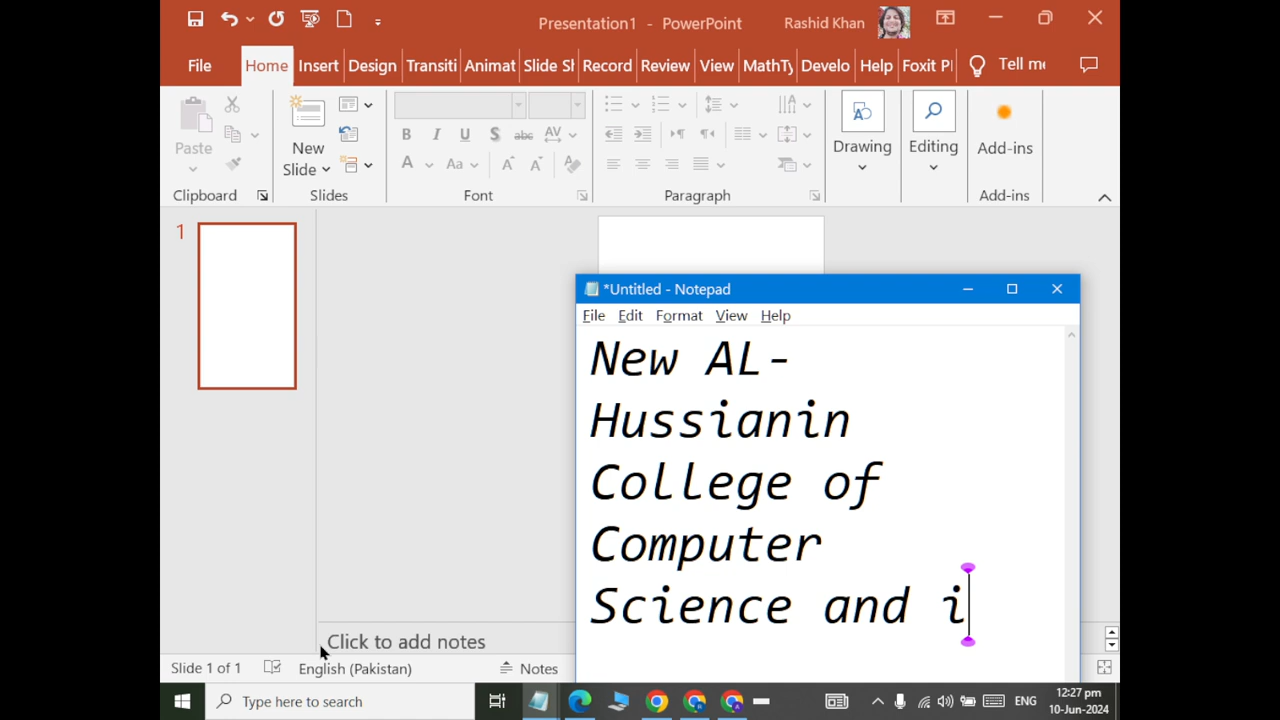 Presentation1 - PowerPoint
Rashid Khan
File Home Insert Design Transiti Animat Slide Sh Record Review View MathTy Develo Help Foxit Pl Tell me
Paste
New Slide
Drawing
Editing
Add-ins
Clipboard
Slides
Font
Paragraph
Add-ins
1
*Untitled - Notepad
File Edit Format View Help
New AL-
Hussianin
College of
Computer
Science and i
Click to add notes
Slide 1 of 1 English (Pakistan) Notes
Type here to search
ENG
12:27 pm
10-Jun-2024